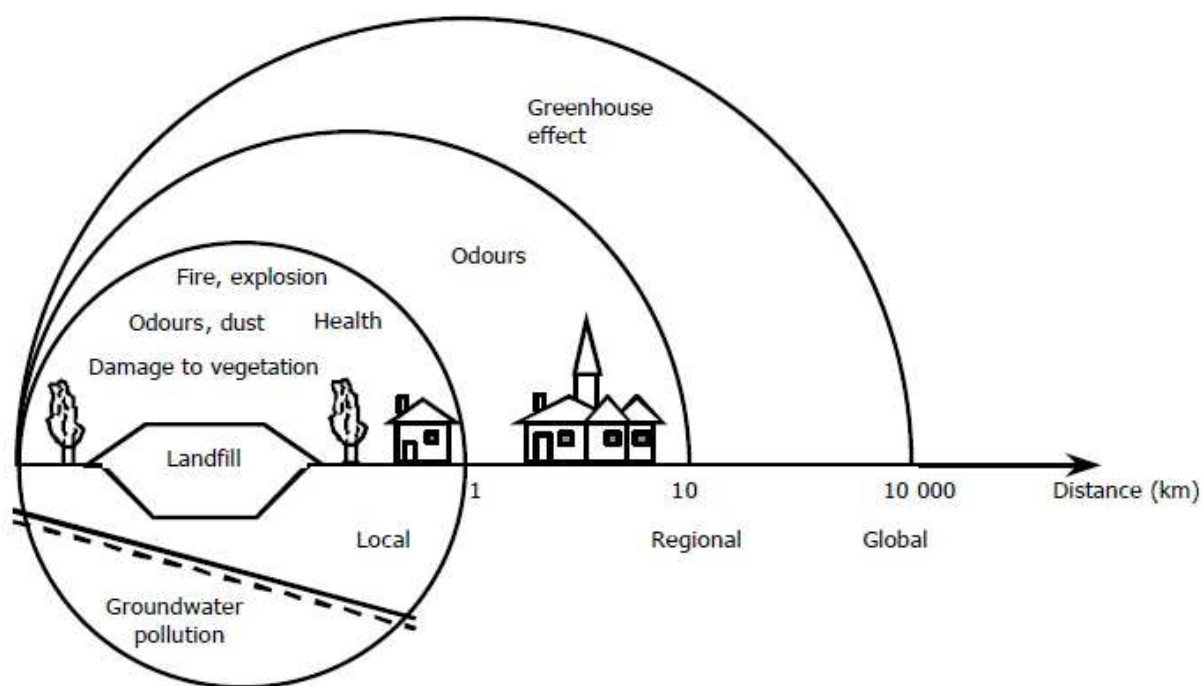 Greenhouse
effect
Odours
Fire, explosion
Odours, dust Health
Damage to vegetation
Landfill
1 10 10 000 Distance (km)
Local Regional Global
Groundwater
pollution